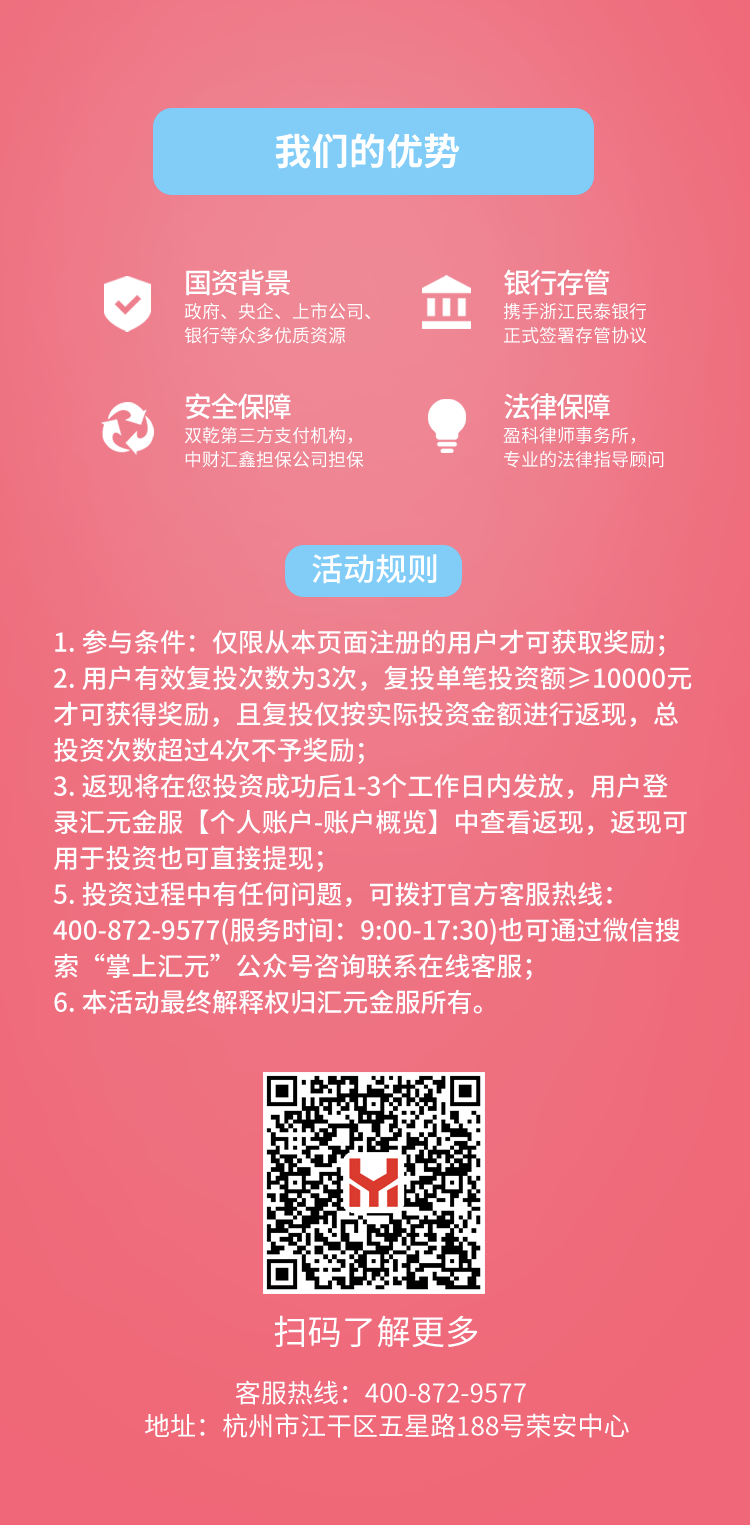 我们的优势
国资背景
政府、央企、上市公司、
银行等众多优质资源
银行存管
携手浙江民泰银行
正式签署存管协议
安全保障
双乾第三方支付机构，
中财汇鑫担保公司担保
法律保障
盈科律师事务所，
专业的法律指导顾问
活动规则
1. 参与条件：仅限从本页面注册的用户才可获取奖励；
2. 用户有效复投次数为3次，复投单笔投资额≥10000元
才可获得奖励，且复投仅按实际投资金额进行返现，总
投资次数超过4次不予奖励；
3. 返现将在您投资成功后1-3个工作日内发放，用户登
录汇元金服【个人账户-账户概览】中查看返现，返现可
用于投资也可直接提现；
5. 投资过程中有任何问题，可拨打官方客服热线：
400-872-9577(服务时间：9:00-17:30)也可通过微信搜
索“掌上汇元”公众号咨询联系在线客服；
6. 本活动最终解释权归汇元金服所有。
扫码了解更多
客服热线：400-872-9577
地址：杭州市江干区五星路188号荣安中心